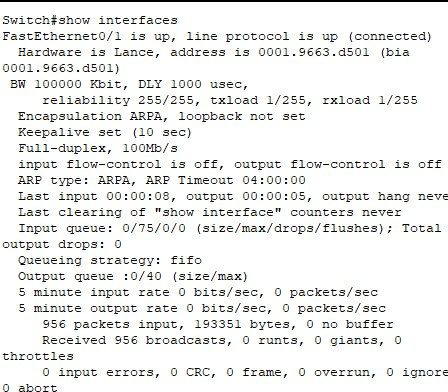 Switch#show interfaces
FastEthernet0/1 is up, line protocol is up (connected)
Hardware is Lance, address is 0001.9663.d501 (bia
0001.9663.d501)
BW 100000 Kbit, DLY 1000 usec,
reliability 255/255, txload 1/255, rxload 1/255
Encapsulation ARPA, loopback not set
Keepalive set (10 sec)
Full-duplex, 100Mb/s
input flow-control is off, output flow-control is off
ARP type: ARPA, ARP Timeout 04:00:00
Last input 00:00:08, output 00:00:05, output hang neve
Last clearing of "show interface" counters never
Input queue: 0/75/0/0 (size/max/drops/flushes); Total
output drops: 0
Queueing strategy: fifo
Output queue :0/40 (size/max)
5 minute input rate 0 bits/sec, 0 packets/sec
5 minute output rate 0 bits/sec, 0 packets/sec
956 packets input, 193351 bytes, 0 no buffer
Received 956 broadcasts, 0 runts, 0 giants, 0
throttles
0 input errors, 0 CRC, 0 frame, 0 overrun, 0 ignore
0 abort